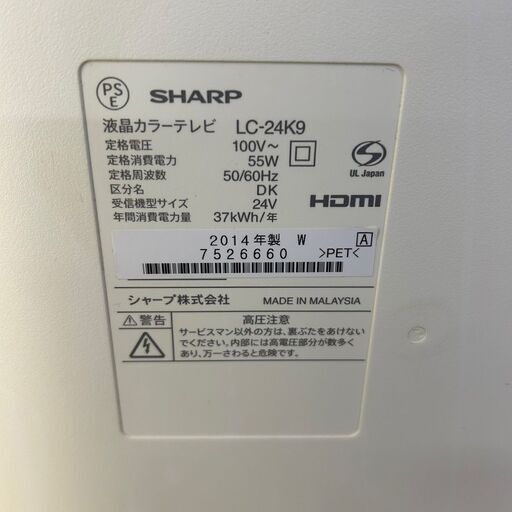 PS
E
SHARP
液晶カラーテレビ LC-24K9
定格電圧 100V～
定格消費電力 55W
定格周波数 50/60Hz
区分名 DK
受信機型サイズ 24V
年間消費電力量 37kWh/年
S
UL Japan
HDMI
2014年製 W A
7526660 >PET<
シャープ株式会社 MADE IN MALAYSIA
警告 高圧注意
サービスマン以外の方は、裏ぶたをあけない
でください。内部には高電圧部分が数多く
あり、万一さわると危険です。